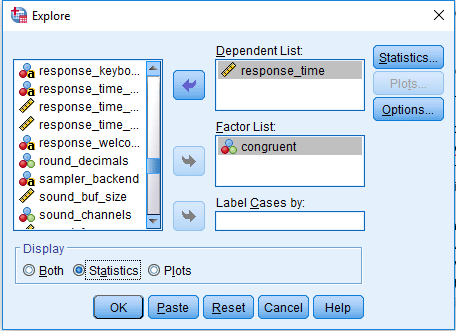 Explore
Dependent List:
response_time
Statistics...
Plots...
Options...
response_keybo...
response_time_...
response_time_...
response_time_...
response_welco...
round_decimals
sampler_backend
sound_buf_size
sound_channels
Factor List:
congruent
Label Cases by:
Display
Both
Statistics
Plots
OK
Paste
Reset
Cancel
Help